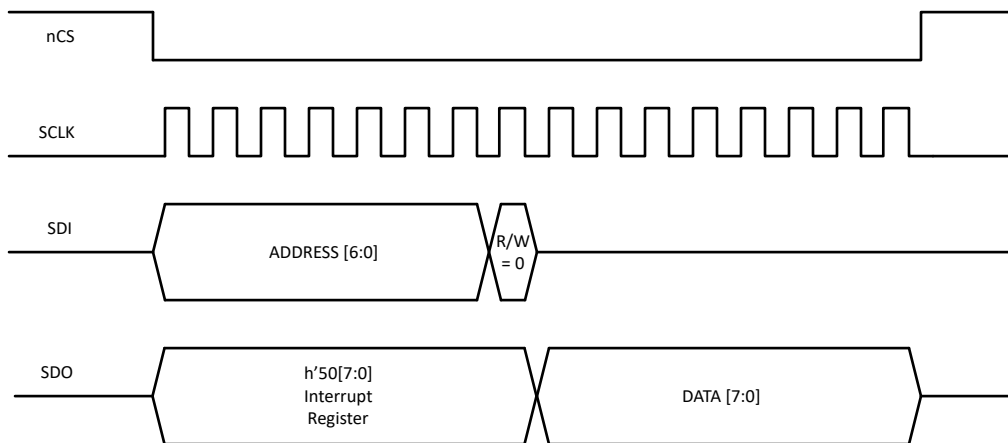 nCS
SCLK
SDI
ADDRESS [6:0]
R/W
= 0
SDO
h’50[7:0]
Interrupt
Register
DATA [7:0]